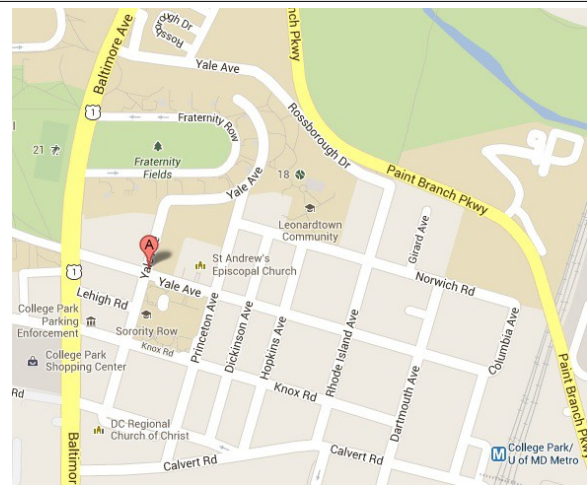 Rossborough Dr
Yale Ave
Baltimore Ave
Paint Branch Pkwy
1
Fraternity Row
Rossborough Dr
21
Fraternity
Fields
18
Yale Ave
Paint Branch Pkwy
Leonardtown
Community
Girard Ave
A
St Andrew's
Episcopal Church
1
Yale Ave
Norwich Rd
Lehigh Rd
College Park
Parking
Enforcement
Sorority Row
Princeton Ave
Dickinson Ave
Hopkins Ave
Rhode Island Ave
Columbia Ave
College Park
Shopping Center
Knox Rd
Knox Rd
Dartmouth Ave
Paint Branch Pkwy
Rd
DC Regional
Church of Christ
Baltimor
Calvert Rd
Calvert Rd
M
College Park/
U of MD Metro